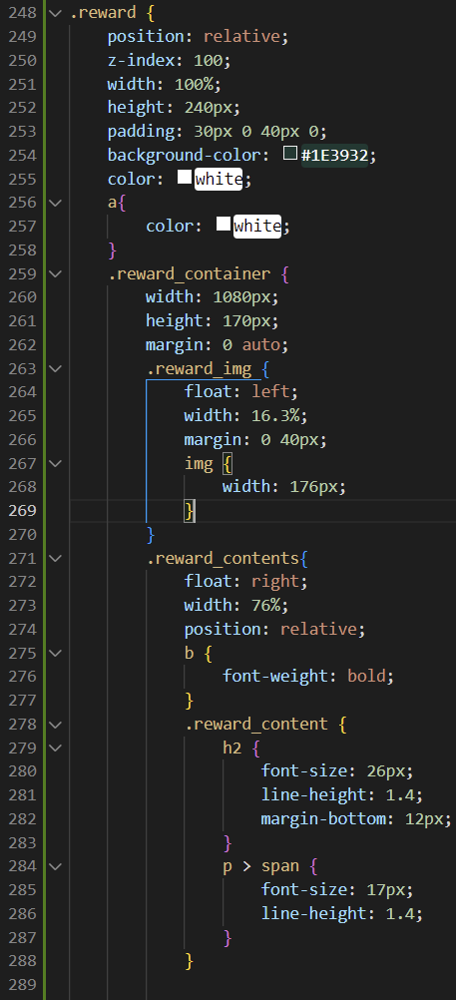 248 .reward {
249 position: relative;
250 z-index: 100;
251 width: 100%;
252 height: 240px;
253 padding: 30px 0 40px 0;
254 background-color: #1E3932;
255 color: white;
256 a{
257 color: white;
258 }
259 .reward_container {
260 width: 1080px;
261 height: 170px;
262 margin: 0 auto;
263 .reward_img {
264 float: left;
265 width: 16.3%;
266 margin: 0 40px;
267 img {
268 width: 176px;
269 }
270 }
271 .reward_contents{
272 float: right;
273 width: 76%;
274 position: relative;
275 b {
276 font-weight: bold;
277 }
278 .reward_content {
279 h2 {
280 font-size: 26px;
281 line-height: 1.4;
282 margin-bottom: 12px;
283 }
284 p > span {
285 font-size: 17px;
286 line-height: 1.4;
287 }
288 }
289